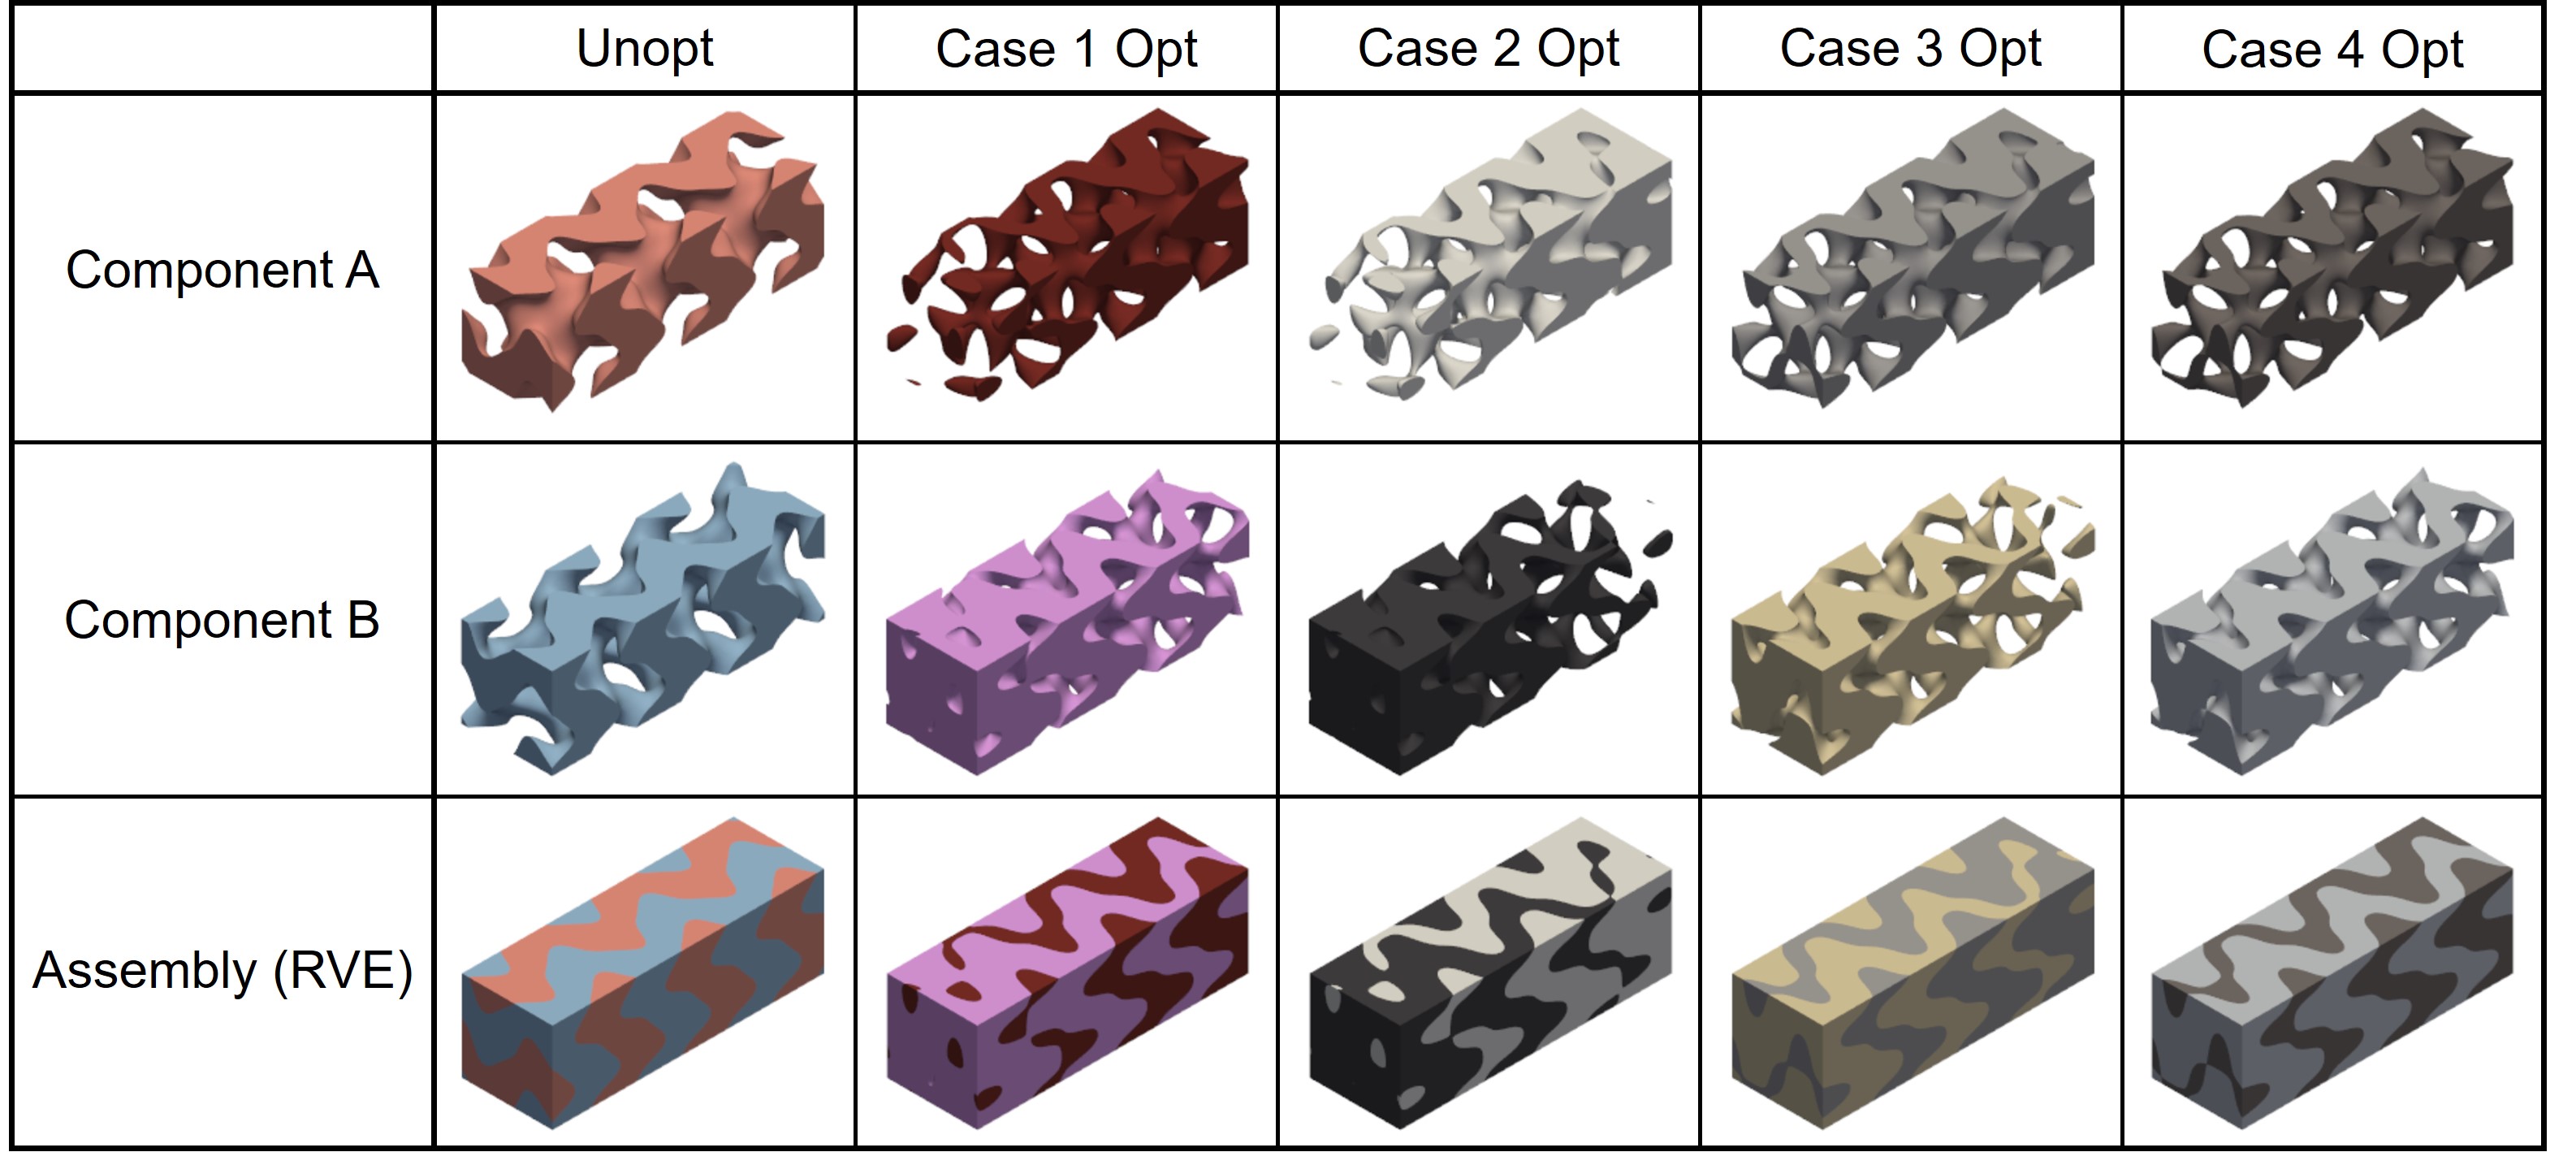 Unopt
Case 1 Opt
Case 2 Opt
Case 3 Opt
Case 4 Opt
Component A
Component B
Assembly (RVE)